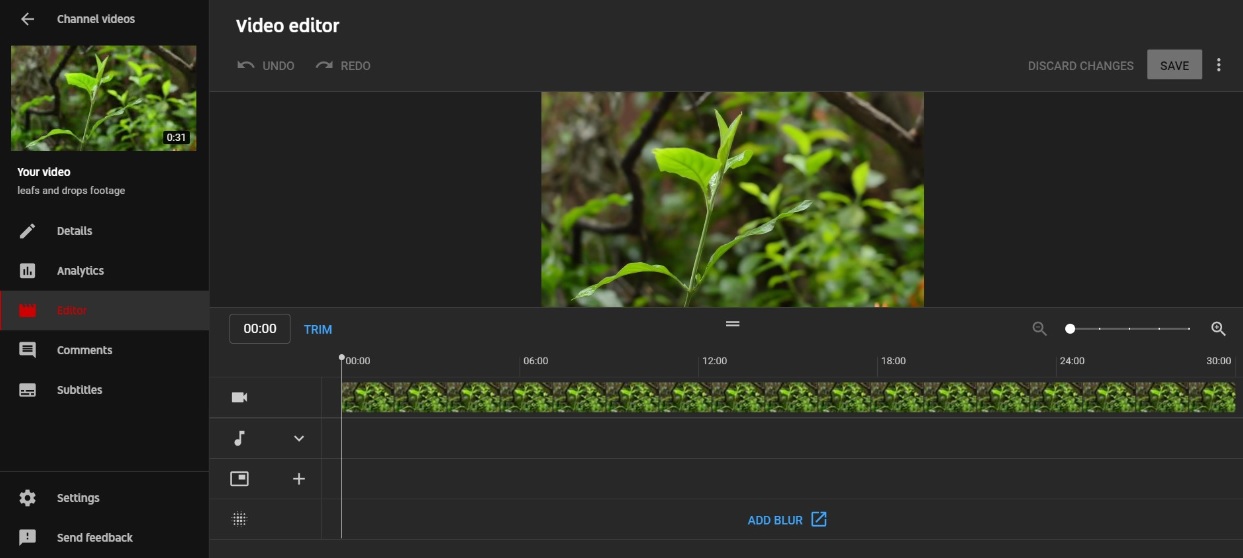 Channel videos
0:31
Your video
leafs and drops footage
Details
Analytics
Editor
Comments
Subtitles
Settings
Send feedback
Video editor
UNDO REDO DISCARD CHANGES SAVE
00:00 TRIM
00:00 06:00 12:00 18:00 24:00 30:00
ADD BLUR